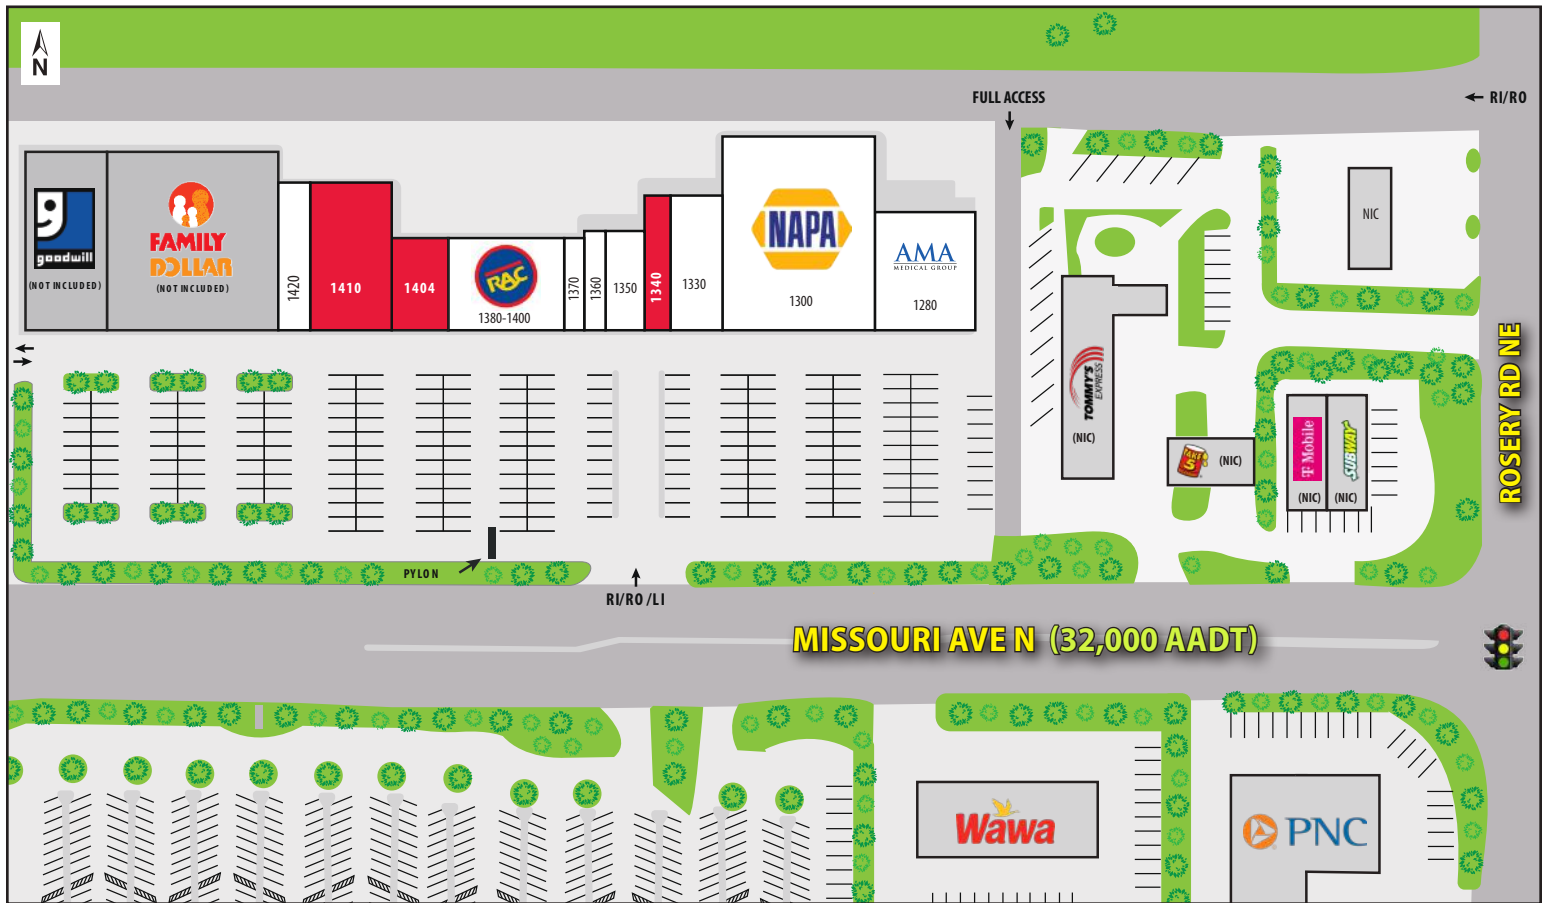 N
FULL ACCESS
RI/RO
goodwill
(NOT INCLUDED)
FAMILY
DOLLAR
(NOT INCLUDED)
1420
1410
1404
RAC
1380-1400
1370
1360
1350
1340
1330
NAPA
1300
AMA
MEDICAL GROUP
1280
NIC
TOMMY'S
EXPRESS
(NIC)
TAKE
5
(NIC)
T Mobile
(NIC)
SUBWAY
(NIC)
ROSERY RD NE
PYLON
RI/RO /LI
MISSOURI AVE N (32,000 AADT)
Wawa
PNC